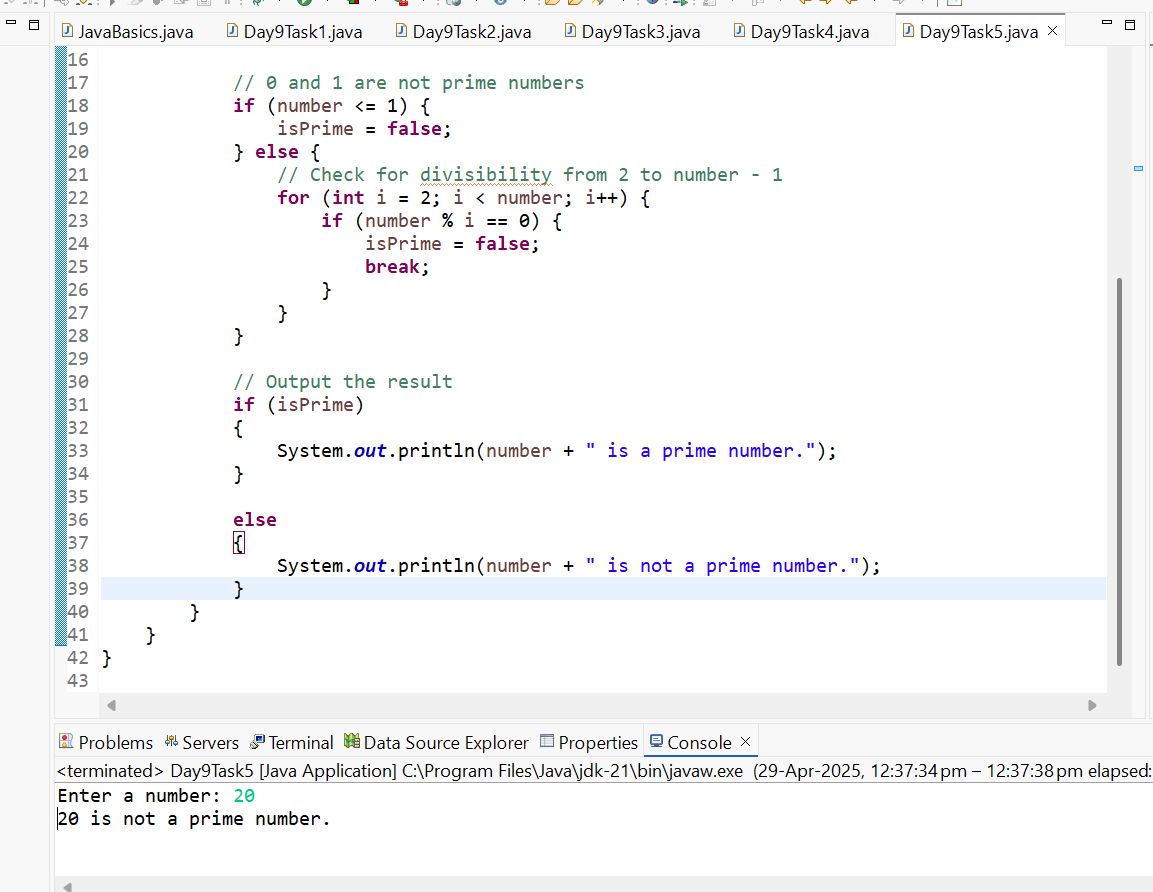 JavaBasics.java Day9Task1.java Day9Task2.java Day9Task3.java Day9Task4.java Day9Task5.java
16
17 // 0 and 1 are not prime numbers
18 if (number <= 1) {
19 isPrime = false;
20 } else {
21 // Check for divisibility from 2 to number - 1
22 for (int i = 2; i < number; i++) {
23 if (number % i == 0) {
24 isPrime = false;
25 break;
26 }
27 }
28 }
29
30 // Output the result
31 if (isPrime)
32 {
33 System.out.println(number + " is a prime number.");
34 }
35
36 else
37 {
38 System.out.println(number + " is not a prime number.");
39 }
40 }
41 }
42 }
43
Problems Servers Terminal Data Source Explorer Properties Console
<terminated> Day9Task5 [Java Application] C:\Program Files\Java\jdk-21\bin\javaw.exe (29-Apr-2025, 12:37:34 pm – 12:37:38 pm elapsed:
Enter a number: 20
20 is not a prime number.